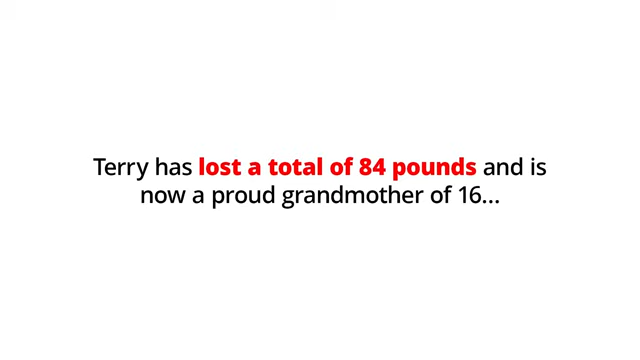 Terry has lost a total of 84 pounds and is
now a proud grandmother of 16...